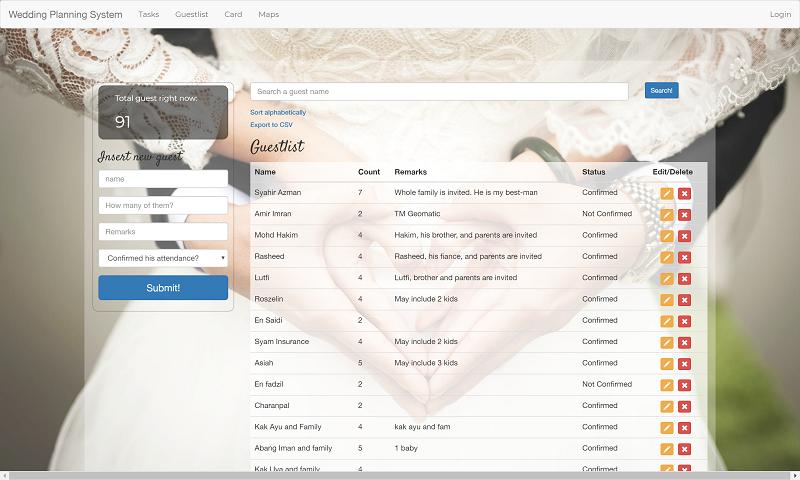 Wedding Planning System Tasks Guestlist Card Maps Login
Total guest right now:
91
Insert new guest
name
How many of them?
Remarks
Confirmed his attendance?
Submit!
Search a guest name Search!
Sort alphabetically
Export to CSV
Guestlist
Name Count Remarks Status Edit/Delete
Syahir Azman 7 Whole family is invited. He is my best-man Confirmed
Amir Imran 2 TM Geomatic Not Confirmed
Mohd Hakim 4 Hakim, his brother, and parents are invited Confirmed
Rasheed 4 Rasheed, his fiance, and parents are invited Confirmed
Lutfi 4 Lutfi, brother and parents are invited Confirmed
Roszelin 4 May include 2 kids Confirmed
En Saidi 2 Confirmed
Syam Insurance 4 May include 2 kids Confirmed
Asiah 5 May include 3 kids Confirmed
En fadzil 2 Not Confirmed
Charanpal 2 Confirmed
Kak Ayu and Family 4 kak ayu and fam Confirmed
Abang Iman and family 5 1 baby Confirmed
Kak Uya and family 4 Confirmed